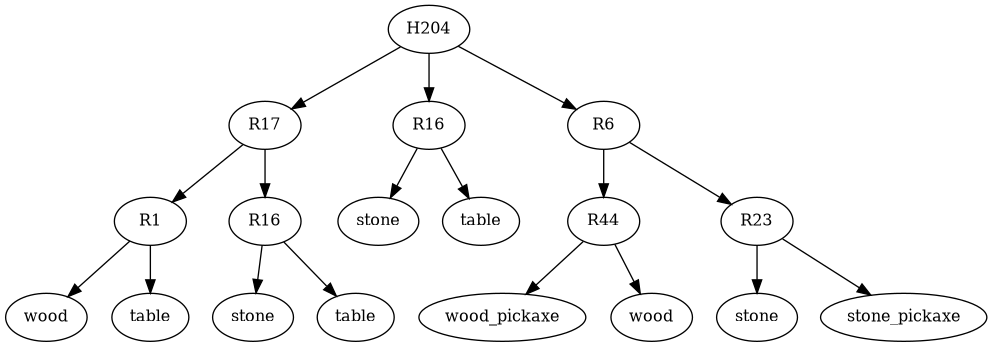 H204
R17 R16 R6
R1 R16 stone table R44 R23
wood table stone table wood_pickaxe wood stone stone_pickaxe